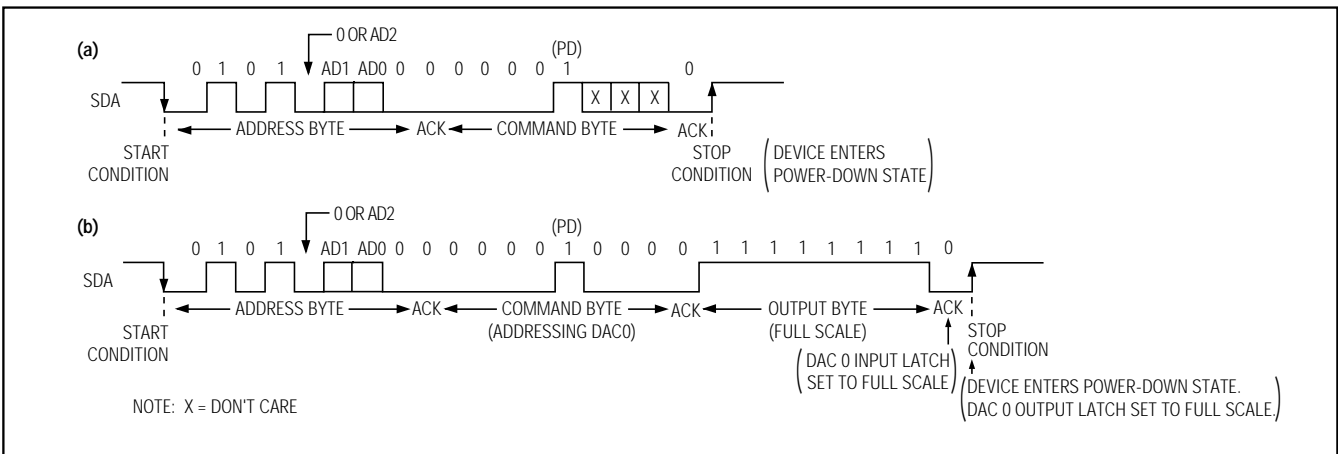 (a)
0 OR AD2
(PD)
0 1 0 1 AD1 AD0 0 0 0 0 0 0 1 0
SDA
X X X
ADDRESS BYTE ACK COMMAND BYTE ACK
START CONDITION
STOP CONDITION
(DEVICE ENTERS
POWER-DOWN STATE)
(b)
0 OR AD2
(PD)
0 1 0 1 AD1 AD0 0 0 0 0 0 0 1 0 0 0 0 1 1 1 1 1 1 1 1 0
SDA
ADDRESS BYTE ACK COMMAND BYTE ACK OUTPUT BYTE ACK
(ADDRESSING DAC0) (FULL SCALE)
START CONDITION
STOP CONDITION
(DAC 0 INPUT LATCH
SET TO FULL SCALE)
(DEVICE ENTERS POWER-DOWN STATE.
DAC 0 OUTPUT LATCH SET TO FULL SCALE.)
NOTE: X = DON'T CARE